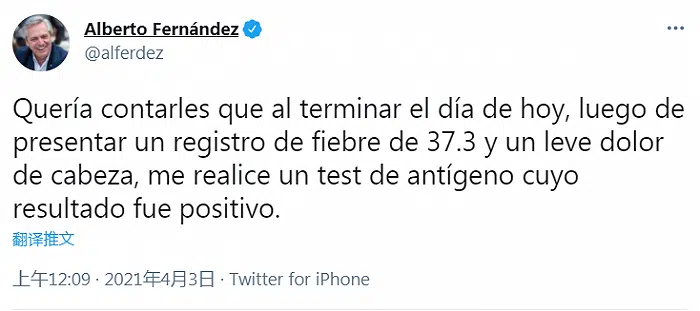 Alberto Fernández
@alferdez
Quería contarles que al terminar el día de hoy, luego de
presentar un registro de fiebre de 37.3 y un leve dolor
de cabeza, me realice un test de antígeno cuyo
resultado fue positivo.
翻译推文
上午12:09 · 2021年4月3日 · Twitter for iPhone